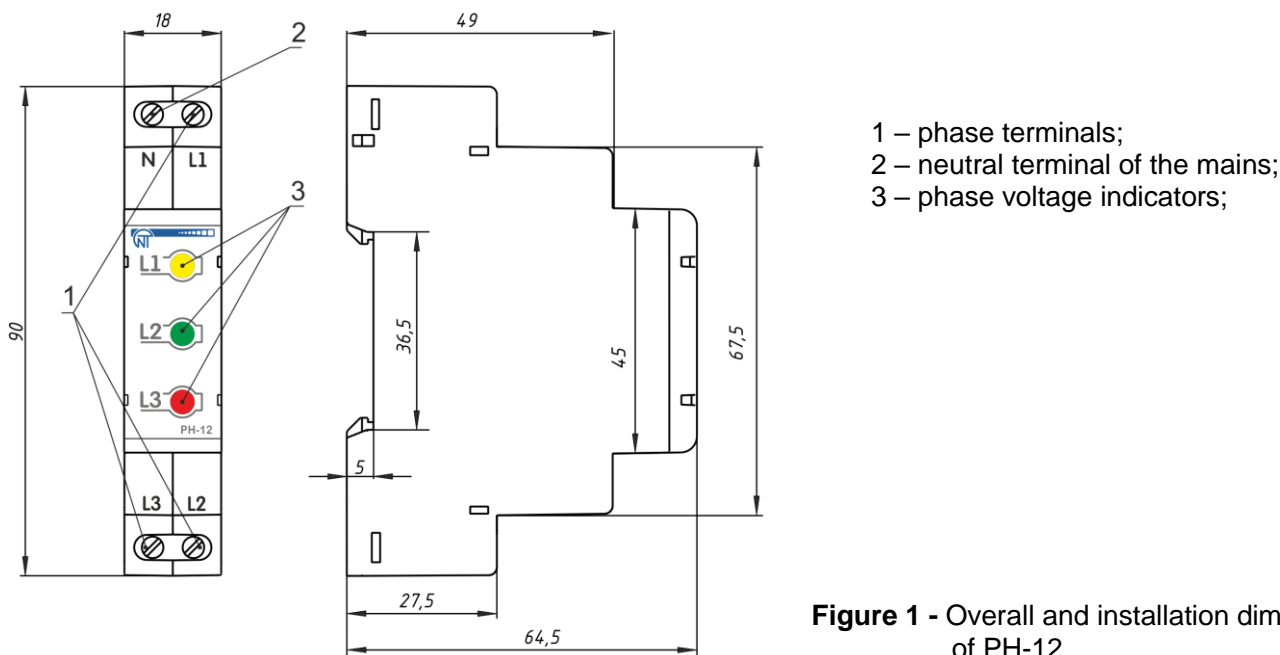 18
49
2
1 – phase terminals;
2 – neutral terminal of the mains;
3 – phase voltage indicators;
N L1
3
NT
L1
1
L2
90
36,5
45
67,5
L3
PH-12
5
L3 L2
27,5
64,5
Figure 1 - Overall and installation dim
of PH-12